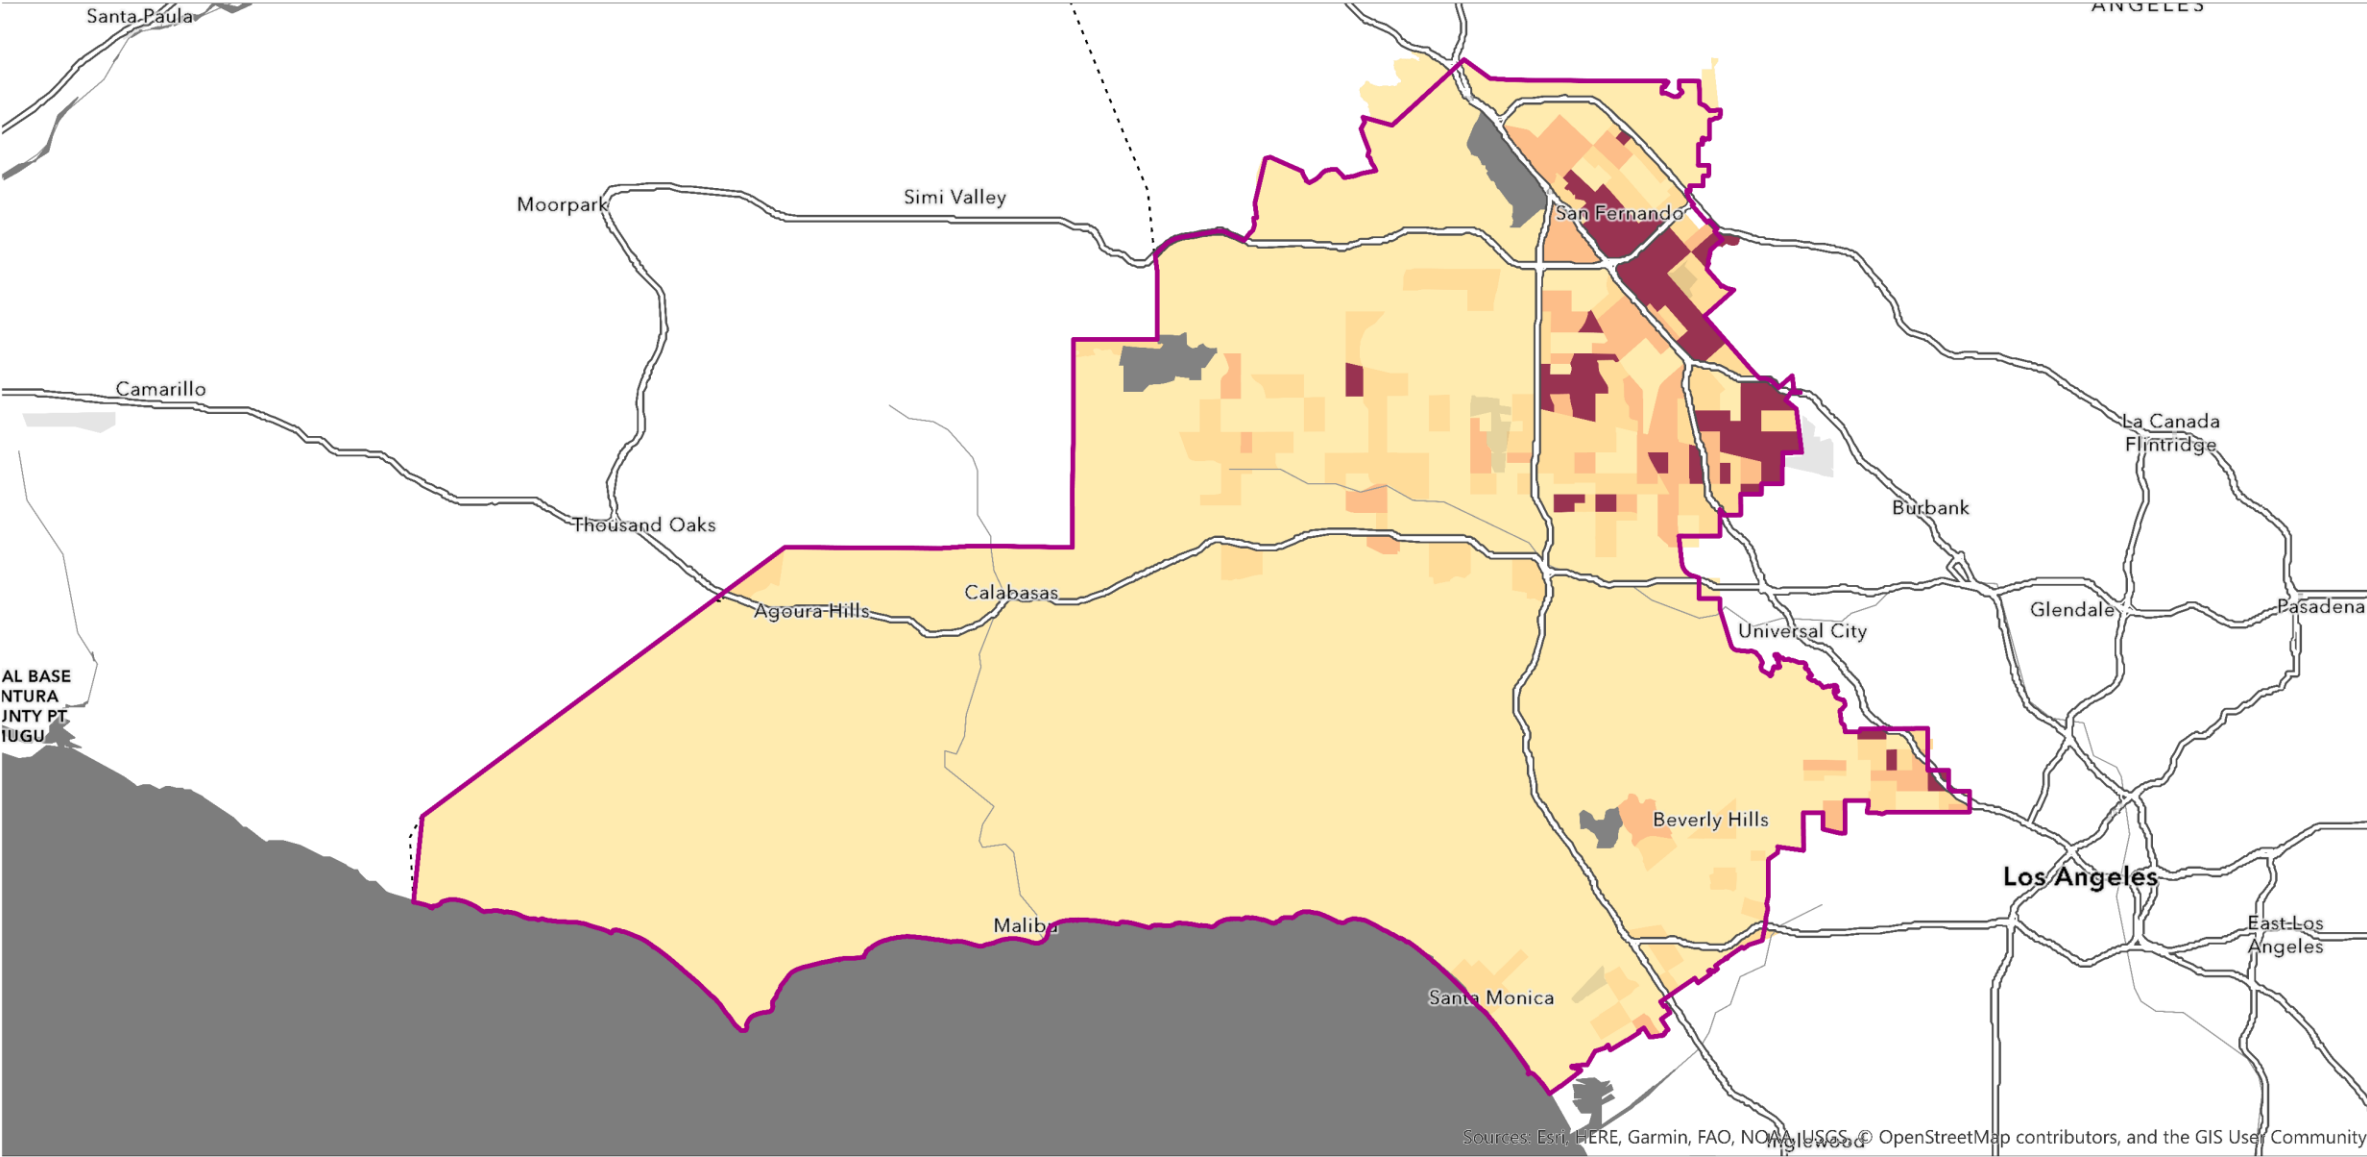 Santa Paula
ANGELES
Simi Valley
Moorpark
San Fernando
Camarillo
La Canada
Flintridge
Burbank
Thousand Oaks
Calabasas
Agoura Hills
Glendale
Pasadena
Universal City
AL BASE
NTURA
UNTY PT
MUGU
Beverly Hills
Los Angeles
Malibu
East Los
Angeles
Santa Monica
Sources: Esri, HERE, Garmin, FAO, NOAA, USGS, © OpenStreetMap contributors, and the GIS User Community
Inglewood